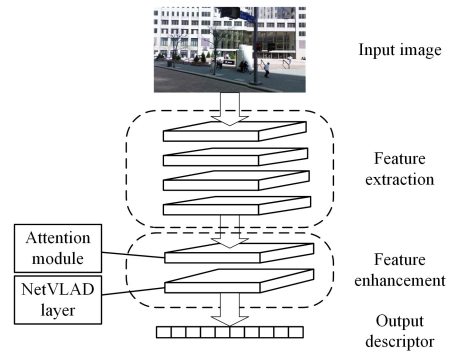 Input image
Feature
extraction
Attention
module
NetVLAD
layer
Feature
enhancement
Output
descriptor